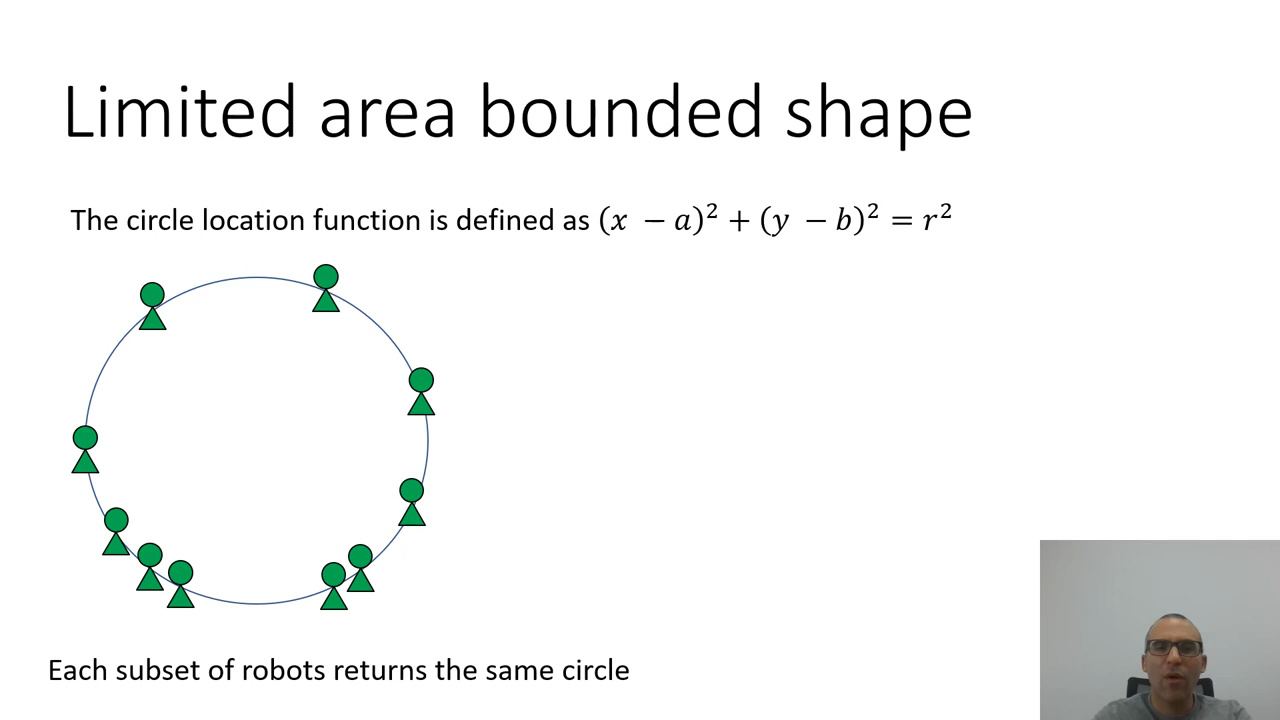 Limited area bounded shape
The circle location function is defined as (x − a)² + (y − b)² = r²
Each subset of robots returns the same circle